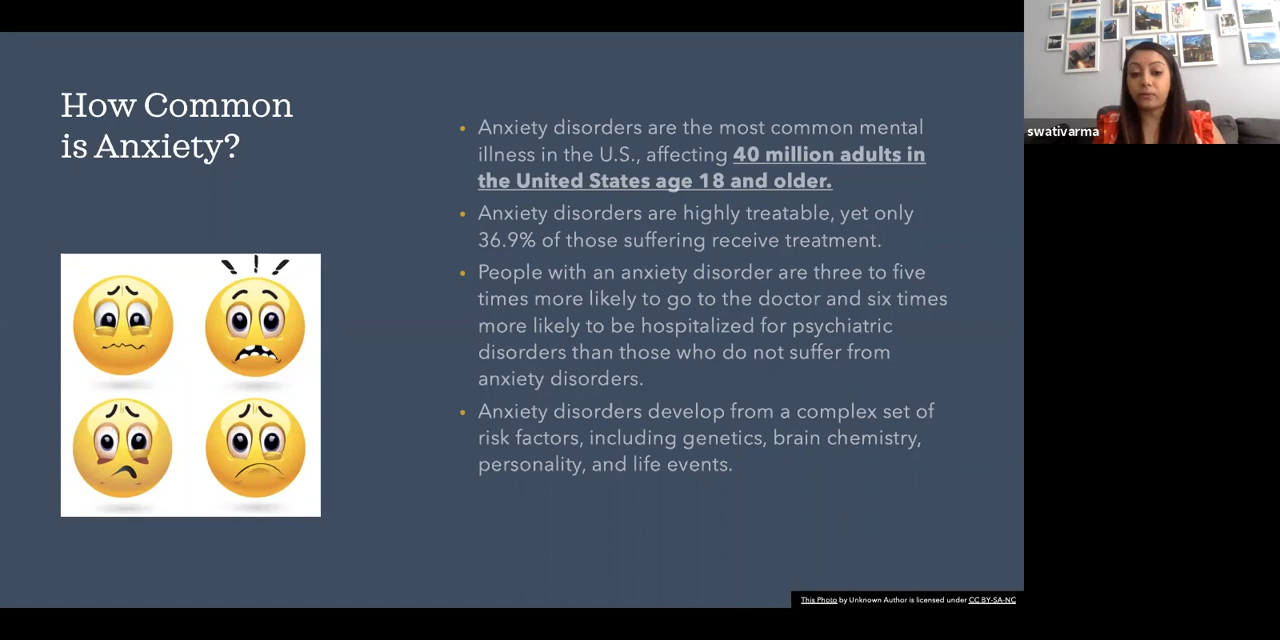 How Common
is Anxiety?
• Anxiety disorders are the most common mental
illness in the U.S., affecting 40 million adults in
the United States age 18 and older.
• Anxiety disorders are highly treatable, yet only
36.9% of those suffering receive treatment.
• People with an anxiety disorder are three to five
times more likely to go to the doctor and six times
more likely to be hospitalized for psychiatric
disorders than those who do not suffer from
anxiety disorders.
• Anxiety disorders develop from a complex set of
risk factors, including genetics, brain chemistry,
personality, and life events.
This Photo by Unknown Author is licensed under CC BY-SA-NC
swativarma